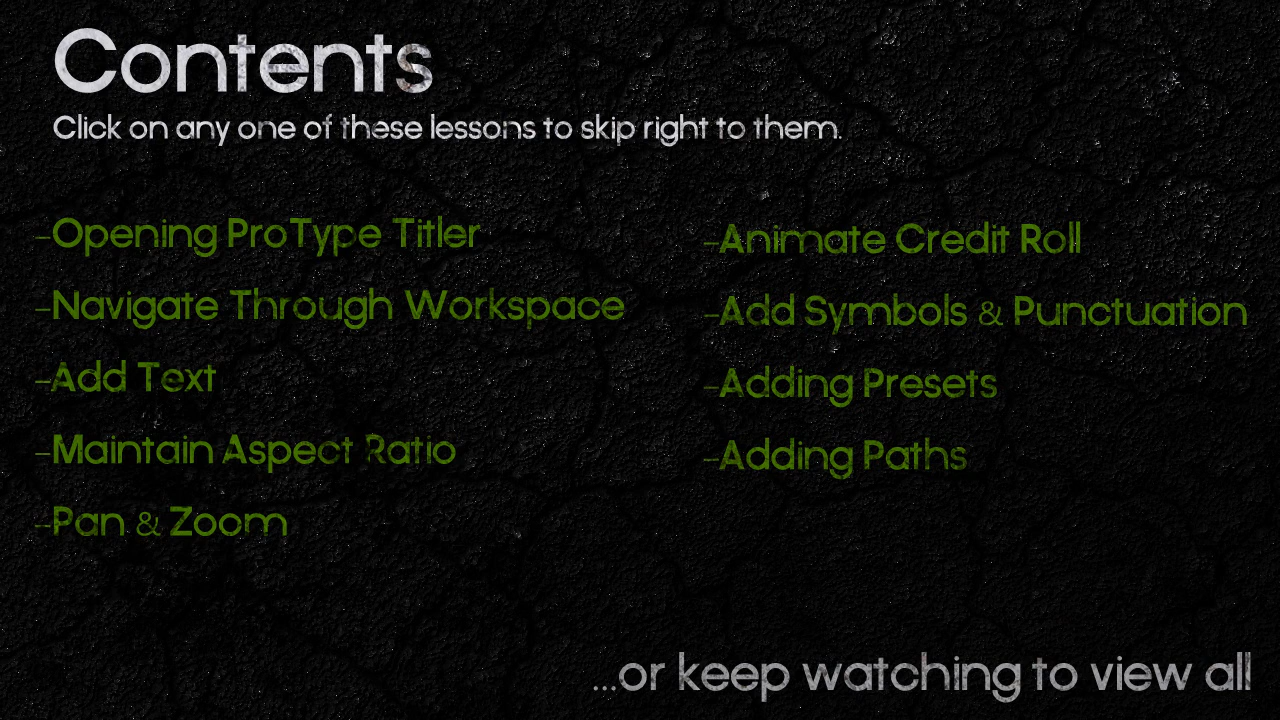 Contents
Click on any one of these lessons to skip right to them.
-Opening ProType Titler
-Navigate Through Workspace
-Add Text
-Maintain Aspect Ratio
-Pan & Zoom
-Animate Credit Roll
-Add Symbols & Punctuation
-Adding Presets
-Adding Paths
...or keep watching to view all